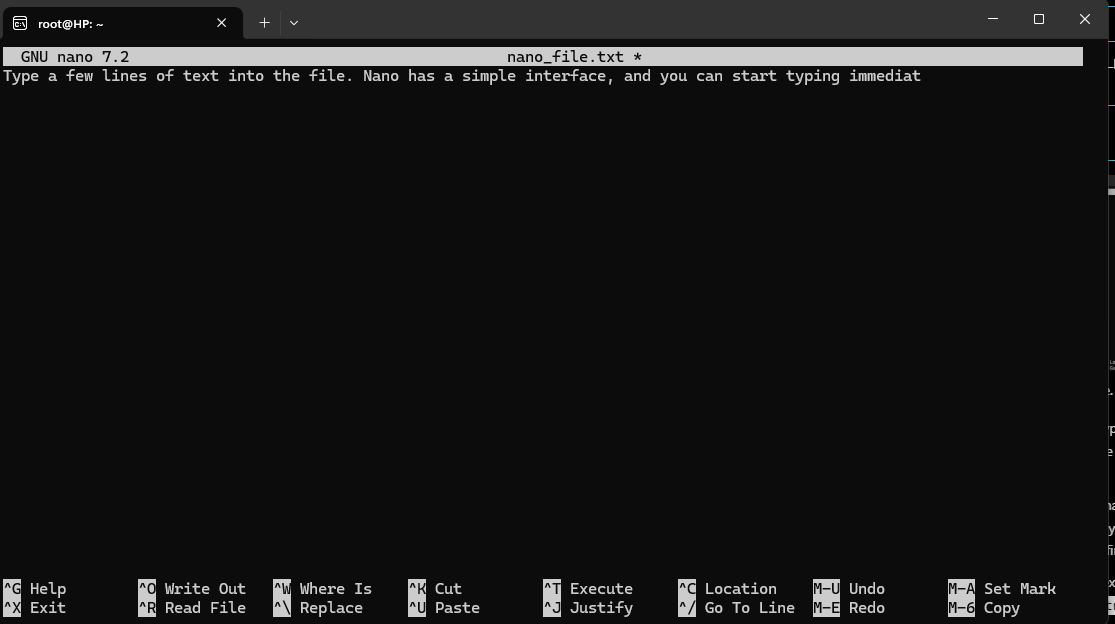 root@HP: ~
GNU nano 7.2 nano_file.txt *
Type a few lines of text into the file. Nano has a simple interface, and you can start typing immediat
^G Help ^O Write Out ^W Where Is ^K Cut ^T Execute ^C Location M-U Undo M-A Set Mark
^X Exit ^R Read File ^\ Replace ^U Paste ^J Justify ^/ Go To Line M-E Redo M-6 Copy